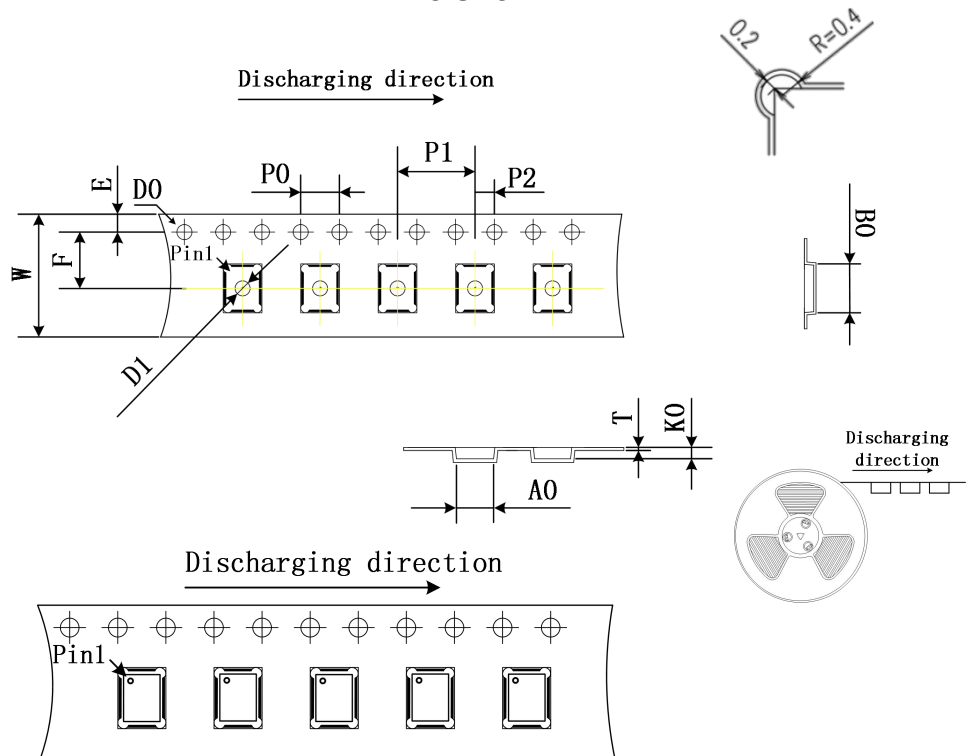 0.2
R=0.4
Discharging direction
P1
P0
P2
E
D0
B0
Pin1
F
W
D1
T
K0
A0
Discharging
direction
Discharging direction
Pin1